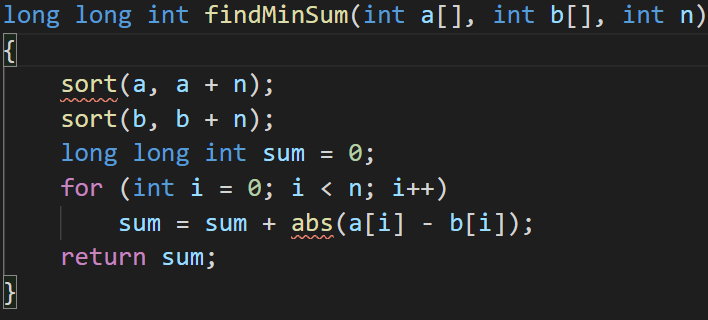 long long int findMinSum(int a[], int b[], int n)
{
    sort(a, a + n);
    sort(b, b + n);
    long long int sum = 0;
    for (int i = 0; i < n; i++)
        sum = sum + abs(a[i] - b[i]);
    return sum;
}